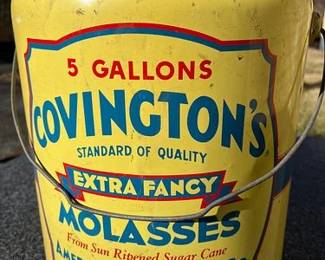 5 GALLONS
COVINGTON'S
STANDARD OF QUALITY
EXTRA FANCY
MOLASSES
From Sun Ripened Sugar Cane